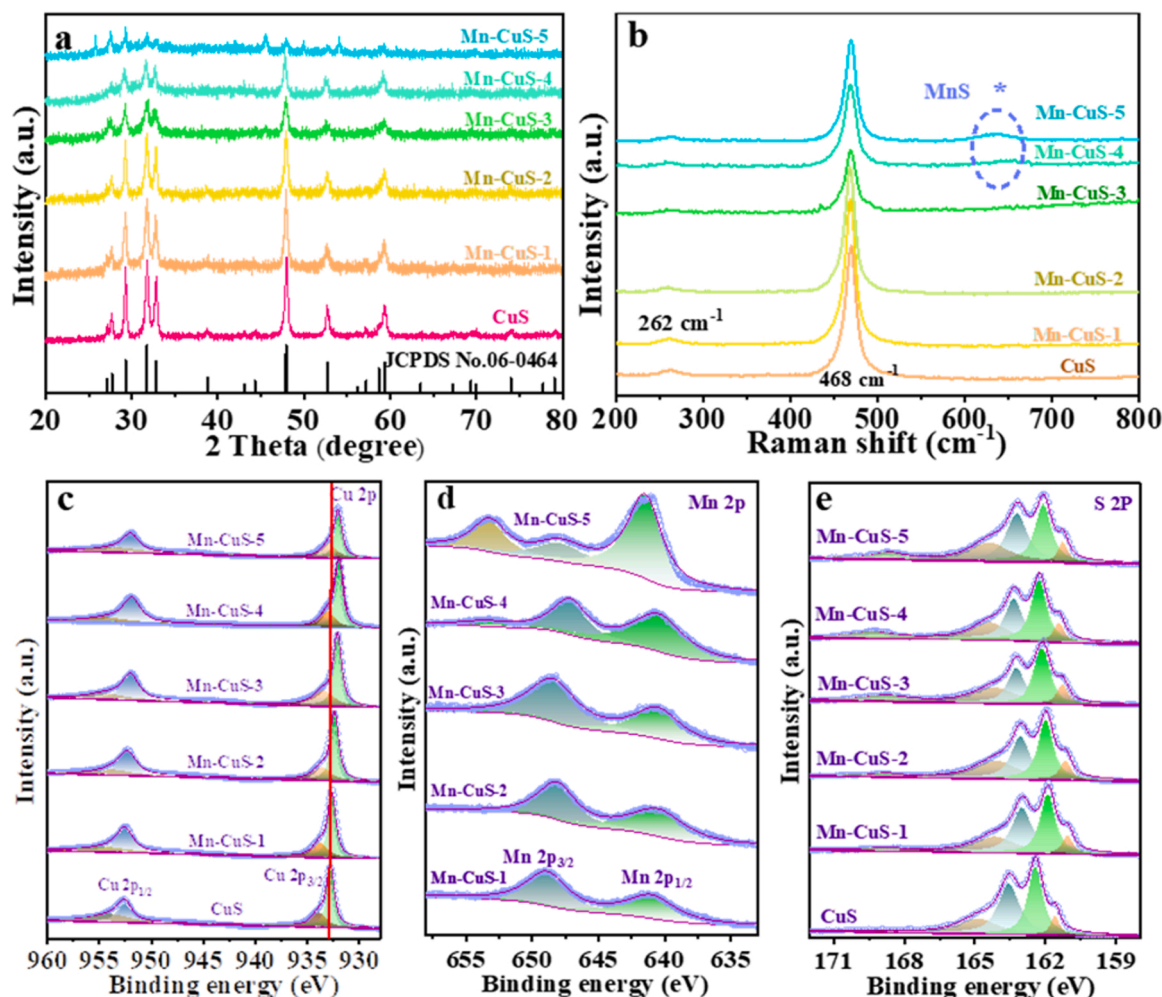 a
Mn-CuS-5
Mn-CuS-4
Mn-CuS-3
Mn-CuS-2
Mn-CuS-1
CuS
JCPDS No.06-0464
20 30 40 50 60 70 80
2 Theta (degree)
Intensity (a.u.)
b
MnS *
Mn-CuS-5
Mn-CuS-4
Mn-CuS-3
Mn-CuS-2
262 cm-1
Mn-CuS-1
468 cm-1
CuS
200 300 400 500 600 700 800
Raman shift (cm-1)
Intensity (a.u.)
c
Cu 2p
Mn-CuS-5
Mn-CuS-4
Mn-CuS-3
Mn-CuS-2
Mn-CuS-1
Cu 2p1/2
Cu 2p3/2
CuS
960 955 950 945 940 935 930
Binding energy (eV)
Intensity (a.u.)
d
Mn 2p
Mn-CuS-5
Mn-CuS-4
Mn-CuS-3
Mn-CuS-2
Mn 2p3/2
Mn 2p1/2
Mn-CuS-1
655 650 645 640 635
Binding energy (eV)
Intensity (a.u.)
e
S 2P
Mn-CuS-5
Mn-CuS-4
Mn-CuS-3
Mn-CuS-2
Mn-CuS-1
CuS
171 168 165 162 159
Binding energy (eV)
Intensity (a.u.)